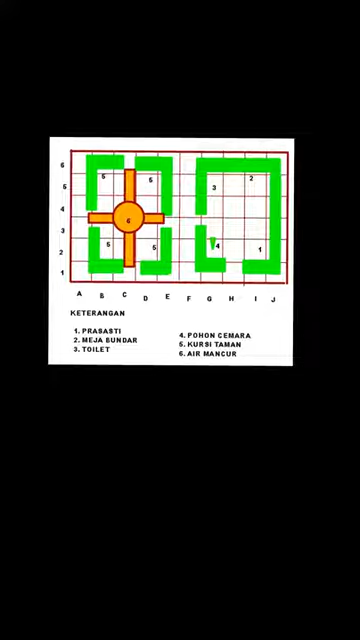 6
5 5 2
5 3
4
6
3
5 5 4 1
2
1
A B C D E F G H I J
KETERANGAN
1. PRASASTI
2. MEJA BUNDAR
3. TOILET
4. POHON CEMARA
5. KURSI TAMAN
6. AIR MANCUR